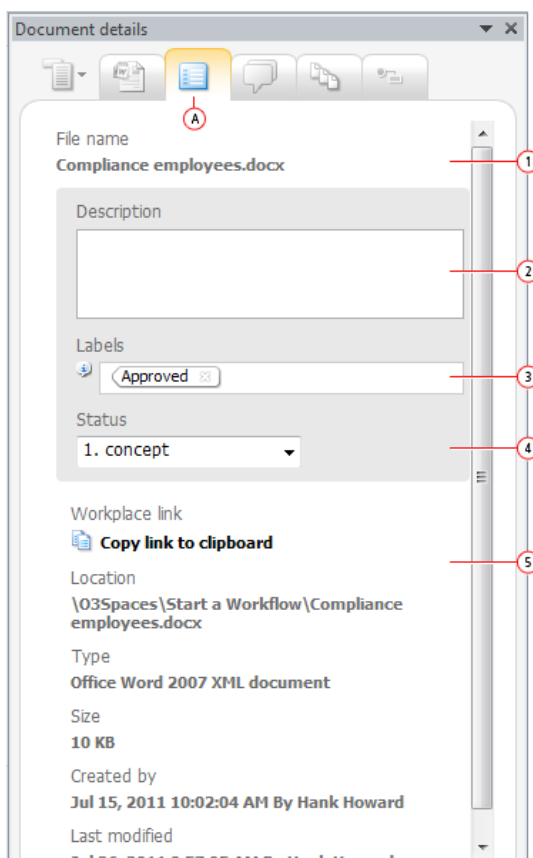 Document details
A
File name
Compliance employees.docx
1
Description
2
Labels
Approved
3
Status
1. concept
4
Workplace link
Copy link to clipboard
5
Location
\O3Spaces\Start a Workflow\Compliance
employees.docx
Type
Office Word 2007 XML document
Size
10 KB
Created by
Jul 15, 2011 10:02:04 AM By Hank Howard
Last modified